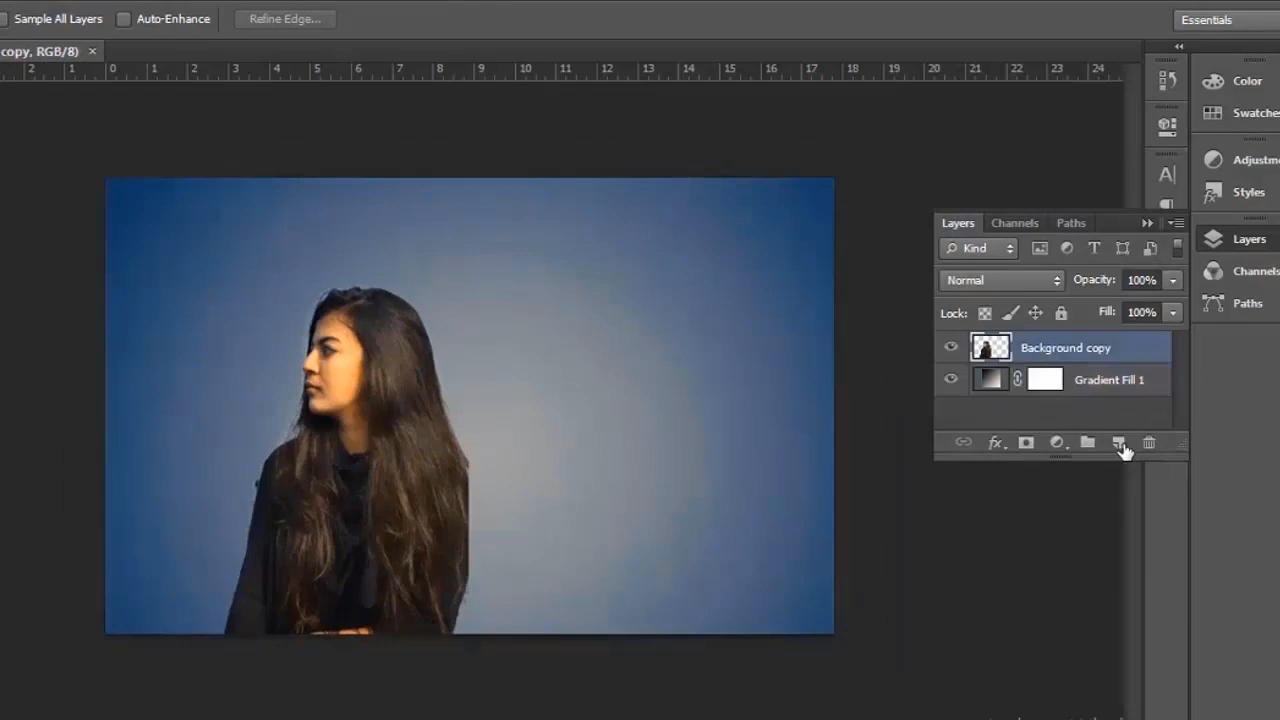 Sample All Layers Auto-Enhance Refine Edge... Essentials
copy, RGB/8) ×
2 1 0 1 2 3 4 5 6 7 8 9 10 11 12 13 14 15 16 17 18 19 20 21 22 23 24
Color
Swatches
Adjustm
Styles
Layers
Channels
Paths
Layers Channels Paths
Kind T
Normal Opacity: 100%
Lock: Fill: 100%
Background copy
Gradient Fill 1
fx.
A|